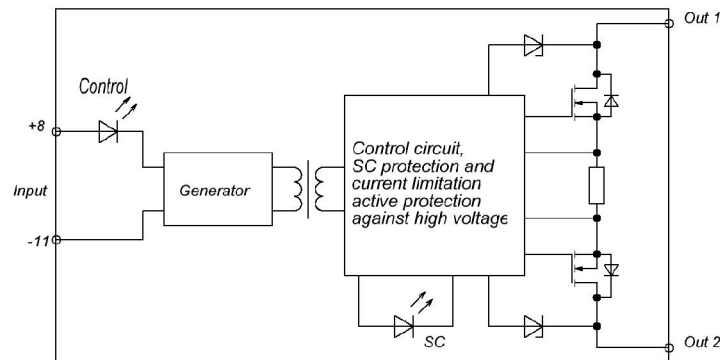 Out 1
Control
+8
Control circuit,
SC protection and
current limitation
active protection
against high voltage
Input
Generator
-11
SC
Out 2